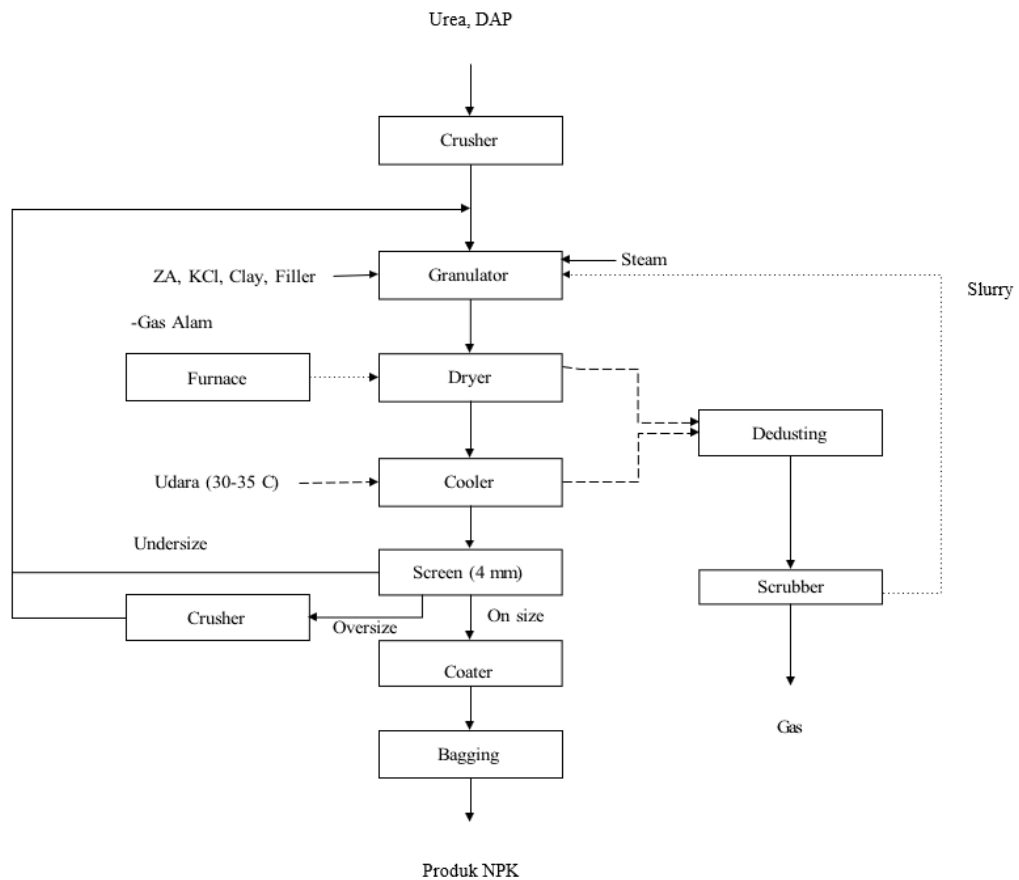 Urea, DAP
Crusher
ZA, KCl, Clay, Filler
Granulator
Steam
Slurry
-Gas Alam
Furnace
Dryer
Dedusting
Udara (30-35 C)
Cooler
Undersize
Screen (4 mm)
Scrubber
Crusher
Oversize
On size
Coater
Gas
Bagging
Produk NPK